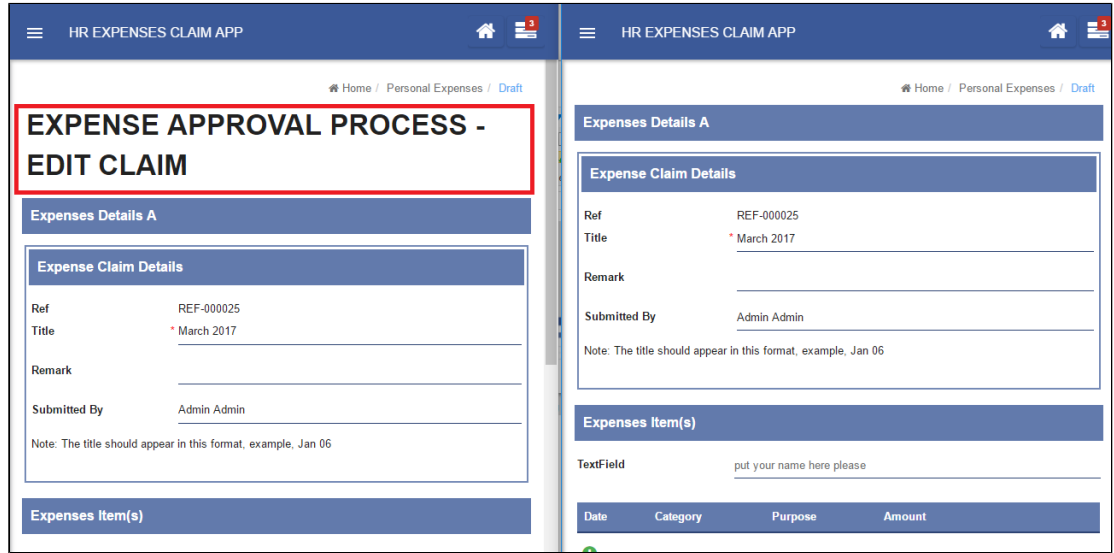 HR EXPENSES CLAIM APP
3
Home / Personal Expenses / Draft
EXPENSE APPROVAL PROCESS -
EDIT CLAIM
Expenses Details A
Expense Claim Details
Ref REF-000025
Title * March 2017
Remark
Submitted By Admin Admin
Note: The title should appear in this format, example, Jan 06
Expenses Item(s)
HR EXPENSES CLAIM APP
3
Home / Personal Expenses / Draft
Expenses Details A
Expense Claim Details
Ref REF-000025
Title * March 2017
Remark
Submitted By Admin Admin
Note: The title should appear in this format, example, Jan 06
Expenses Item(s)
TextField put your name here please
Date Category Purpose Amount